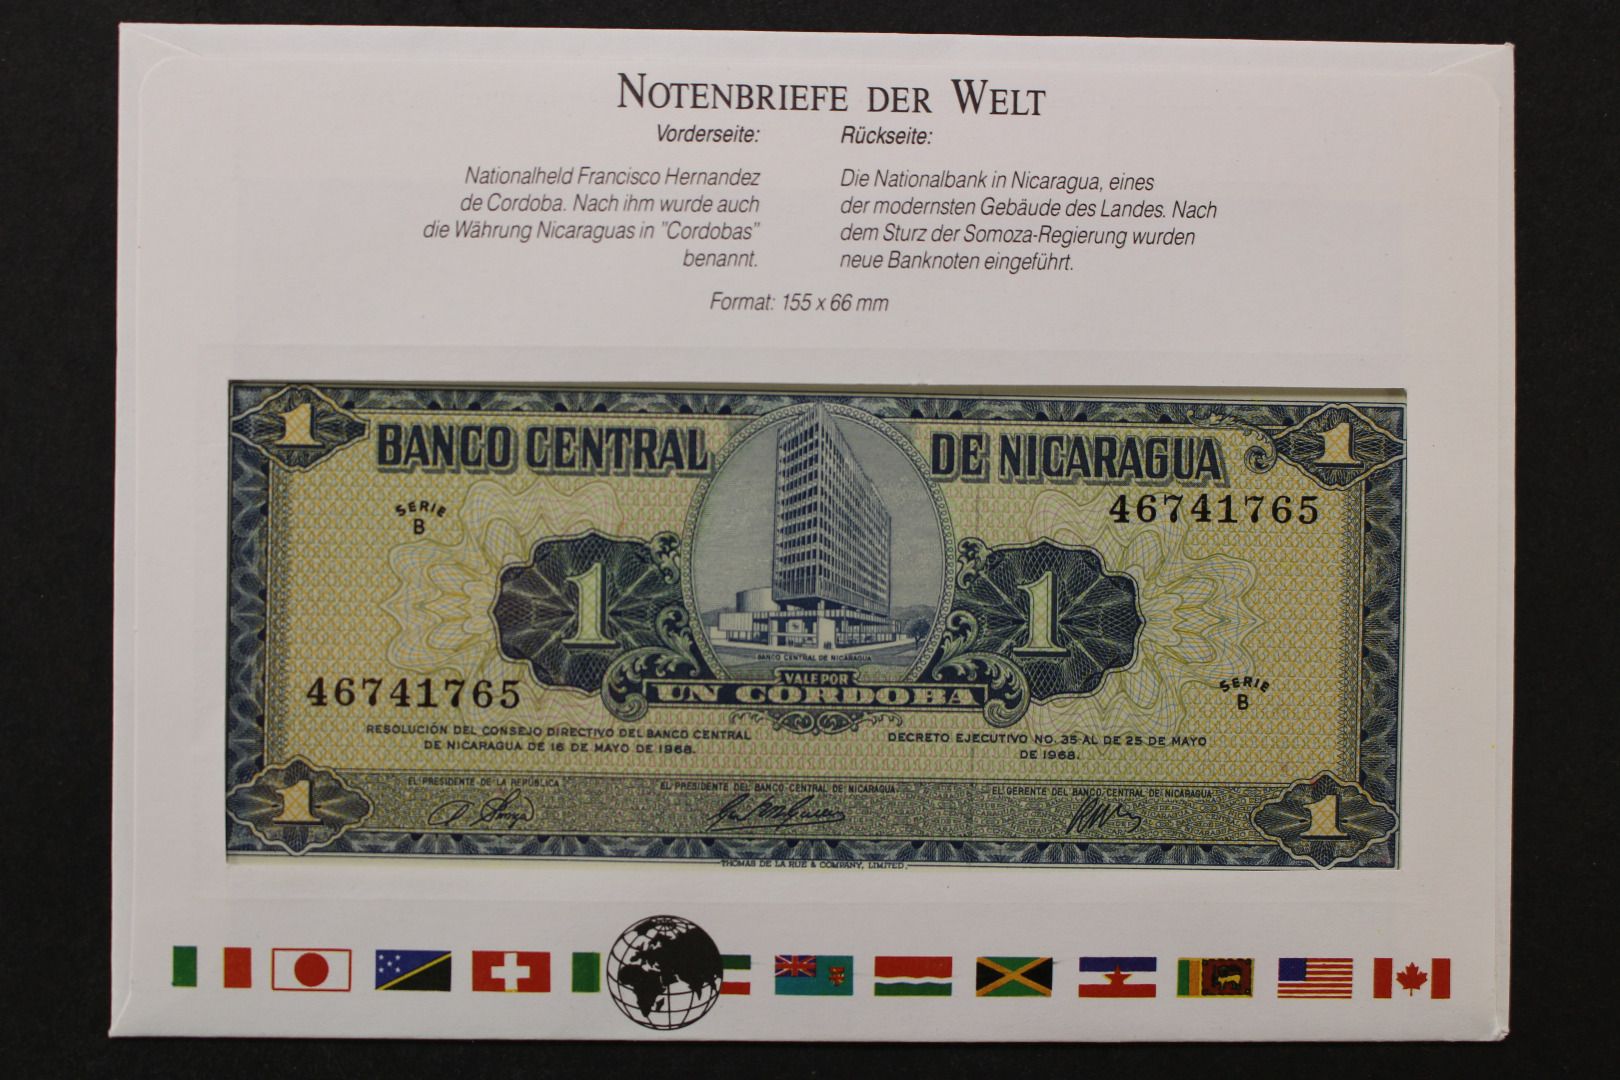 NOTENBRIEFE DER WELT
Vorderseite:
Nationalheld Francisco Hernandez
de Cordoba. Nach ihm wurde auch
die Währung Nicaraguas in "Cordobas"
benannt.
Rückseite:
Die Nationalbank in Nicaragua, eines
der modernsten Gebäude des Landes. Nach
dem Sturz der Somoza-Regierung wurden
neue Banknoten eingeführt.
Format: 155 x 66 mm
1
1
BANCO CENTRAL DE NICARAGUA
SERIE
B
46741765
1
1
BANCO CENTRAL DE NICARAGUA
46741765
VALE POR
UN CORDOBA
SERIE
B
RESOLUCIÓN DEL CONSEJO DIRECTIVO DEL BANCO CENTRAL
DE NICARAGUA DE 16 DE MAYO DE 1968.
DECRETO EJECUTIVO NO. 35 AL DE 25 DE MAYO
DE 1968.
EL PRESIDENTE DE LA REPÚBLICA
EL PRESIDENTE DEL BANCO CENTRAL DE NICARAGUA
EL GERENTE DEL BANCO CENTRAL DE NICARAGUA
1
1
THOMAS DE LA RUE & COMPANY, LIMITED.